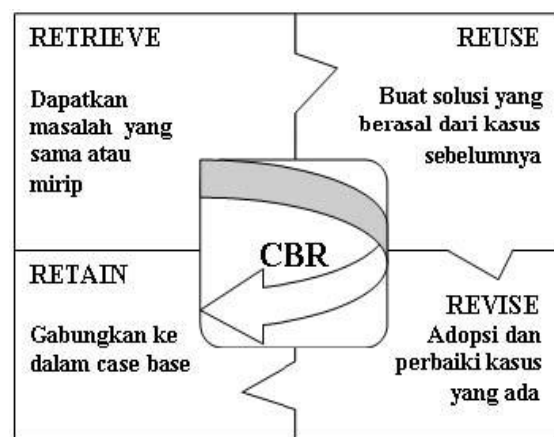 RETRIEVE
Dapatkan
masalah yang
sama atau
mirip
REUSE
Buat solusi yang
berasal dari kasus
sebelumnya
CBR
RETAIN
Gabungkan ke
dalam case base
REVISE
Adopsi dan
perbaiki kasus
yang ada